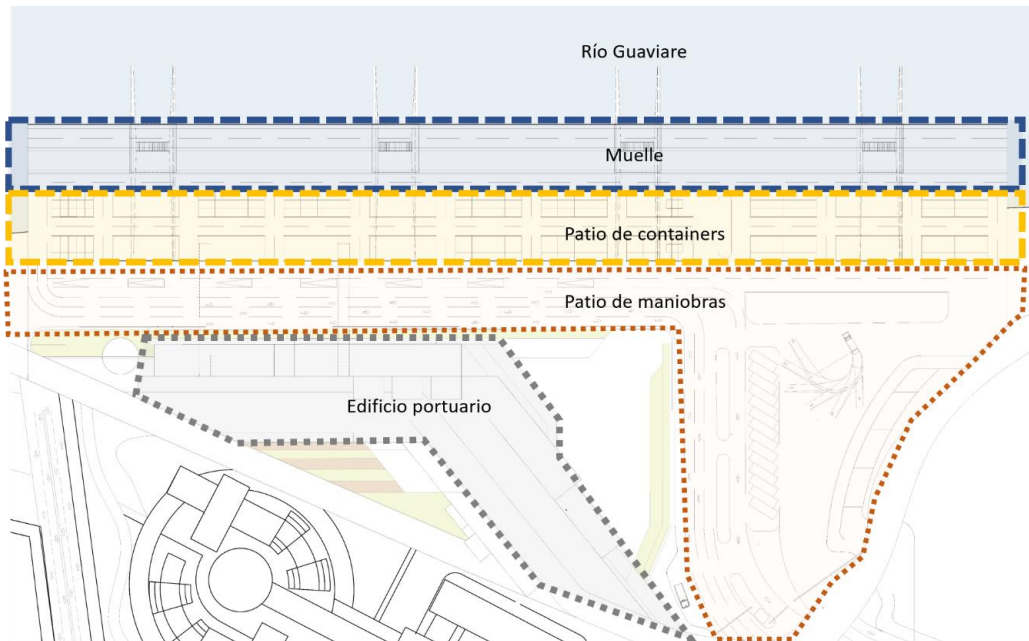 Río Guaviare
Muelle
Patio de containers
Patio de maniobras
Edificio portuario